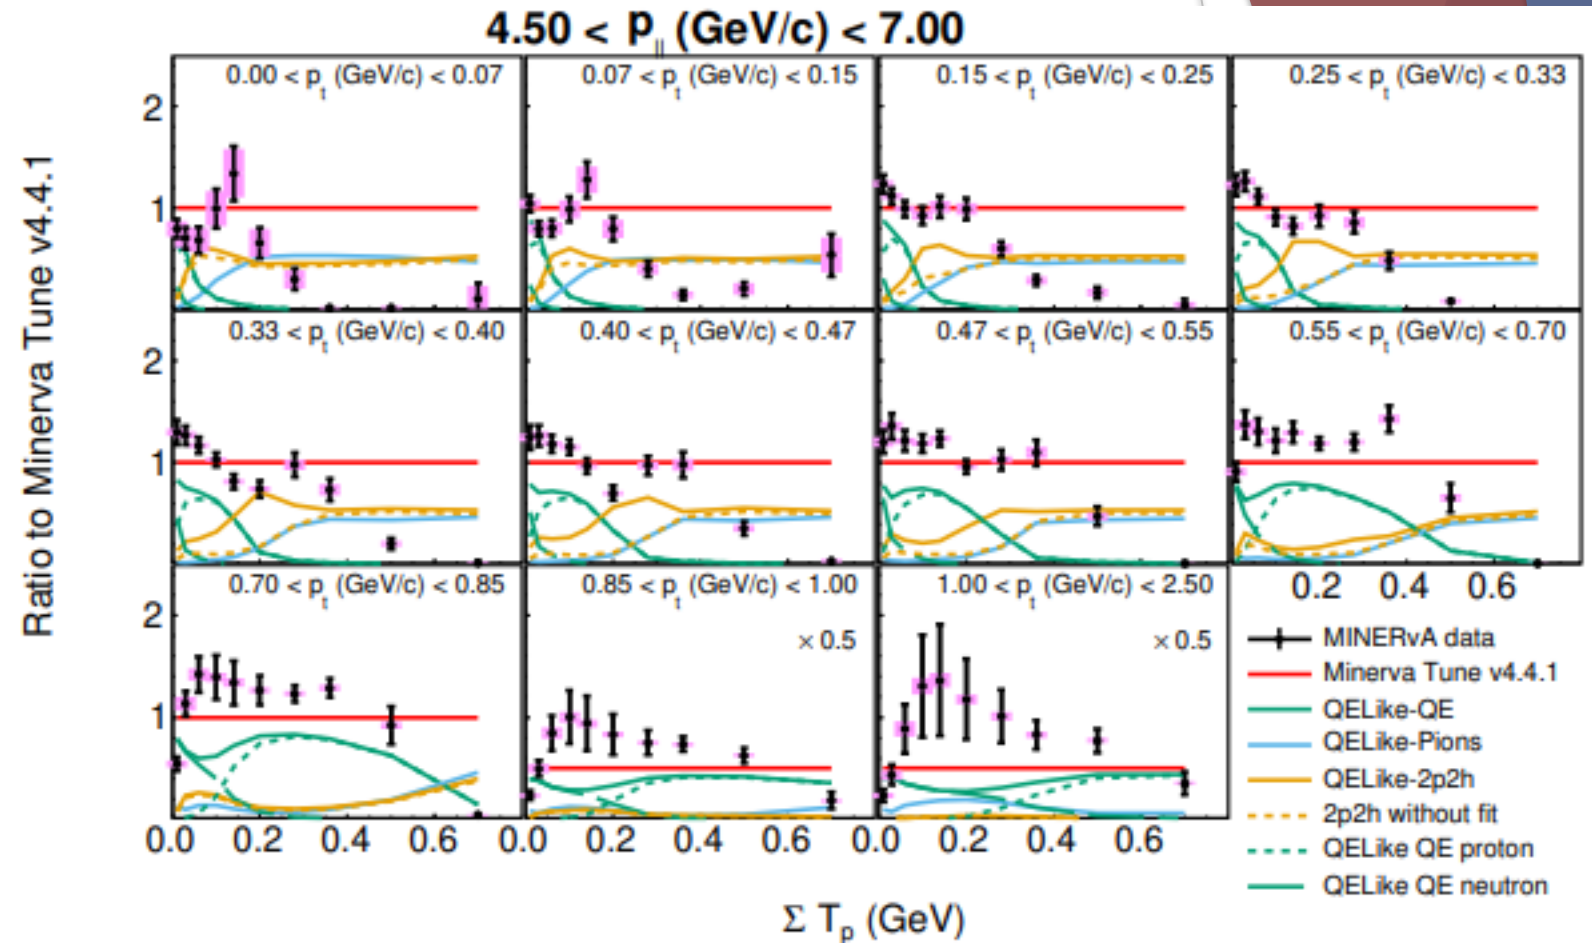 4.50 < p|| (GeV/c) < 7.00
0.00 < pt (GeV/c) < 0.07
0.07 < pt (GeV/c) < 0.15
0.15 < pt (GeV/c) < 0.25
0.25 < pt (GeV/c) < 0.33
2
1
0.33 < pt (GeV/c) < 0.40
0.40 < pt (GeV/c) < 0.47
0.47 < pt (GeV/c) < 0.55
0.55 < pt (GeV/c) < 0.70
2
1
0.2 0.4 0.6
0.70 < pt (GeV/c) < 0.85
0.85 < pt (GeV/c) < 1.00
1.00 < pt (GeV/c) < 2.50
× 0.5
× 0.5
2
1
0.0 0.2 0.4 0.0 0.2 0.4 0.0 0.2 0.4 0.6
Ratio to Minerva Tune v4.4.1
Σ Tp (GeV)
MINERvA data
Minerva Tune v4.4.1
QELike-QE
QELike-Pions
QELike-2p2h
2p2h without fit
QELike QE proton
QELike QE neutron